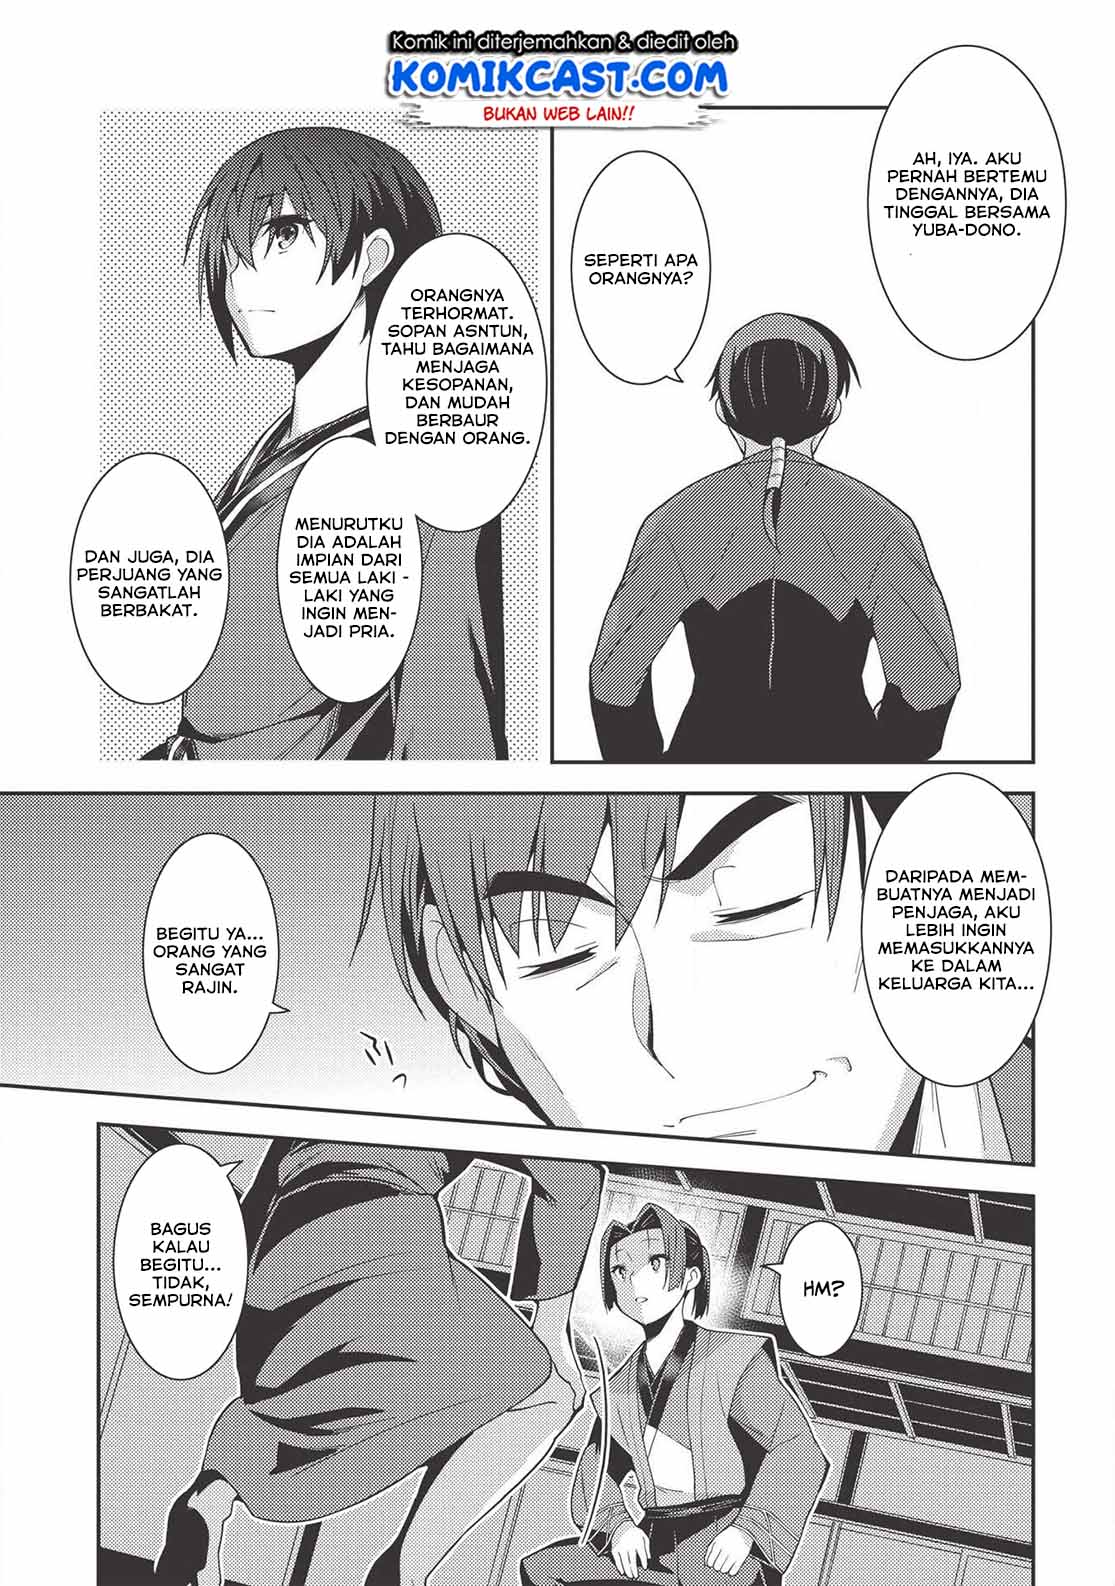 Komik ini diterjemahkan & diedit oleh
KOMIKCAST.COM
BUKAN WEB LAIN!!
AH, IYA. AKU
PERNAH BERTEMU
DENGANNYA, DIA
TINGGAL BERSAMA
YUBA-DONO.
SEPERTI APA
ORANGNYA?
ORANGNYA
TERHORMAT.
SOPAN ASNTUN,
TAHU BAGAIMANA
MENJAGA
KESOPANAN,
DAN MUDAH
BERBAUR
DENGAN ORANG.
MENURUTKU
DIA ADALAH
IMPIAN DARI
SEMUA LAKI -
LAKI YANG
INGIN MEN-
JADI PRIA.
DAN JUGA, DIA
PERJUANG YANG
SANGATLAH
BERBAKAT.
DARIPADA MEM-
BUATNYA MENJADI
PENJAGA, AKU
LEBIH INGIN
MEMASUKKANNYA
KE DALAM
KELUARGA KITA...
BEGITU YA...
ORANG YANG
SANGAT
RAJIN.
HM?
BAGUS
KALAU
BEGITU...
TIDAK,
SEMPURNA!